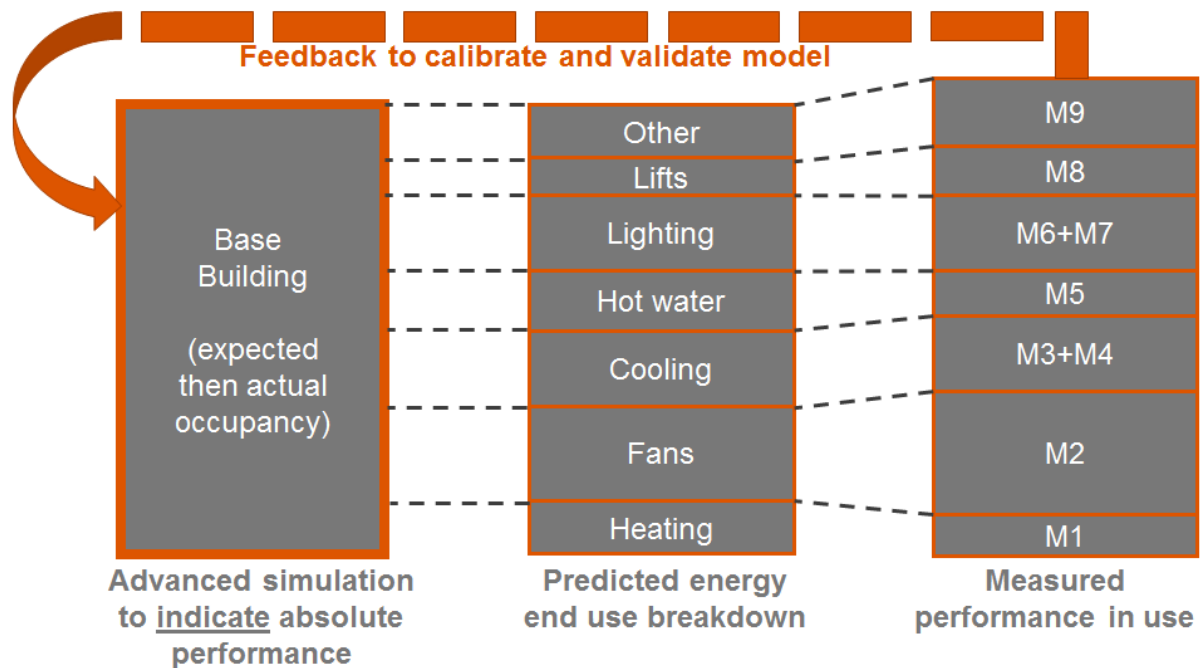 Feedback to calibrate and validate model
Base
Building
(expected
then actual
occupancy)
Advanced simulation
to indicate absolute
performance
Other
Lifts
Lighting
Hot water
Cooling
Fans
Heating
Predicted energy
end use breakdown
M9
M8
M6+M7
M5
M3+M4
M2
M1
Measured
performance in use